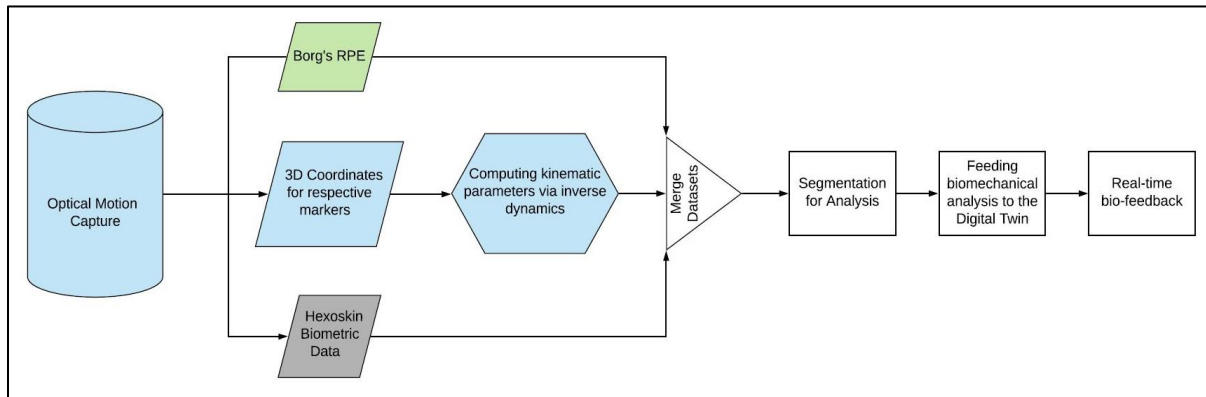 Borg's RPE
Optical Motion
Capture
3D Coordinates
for respective
markers
Computing kinematic
parameters via inverse
dynamics
Hexoskin
Biometric
Data
Merge
Datasets
Segmentation
for Analysis
Feeding
biomechanical
analysis to the
Digital Twin
Real-time
bio-feedback